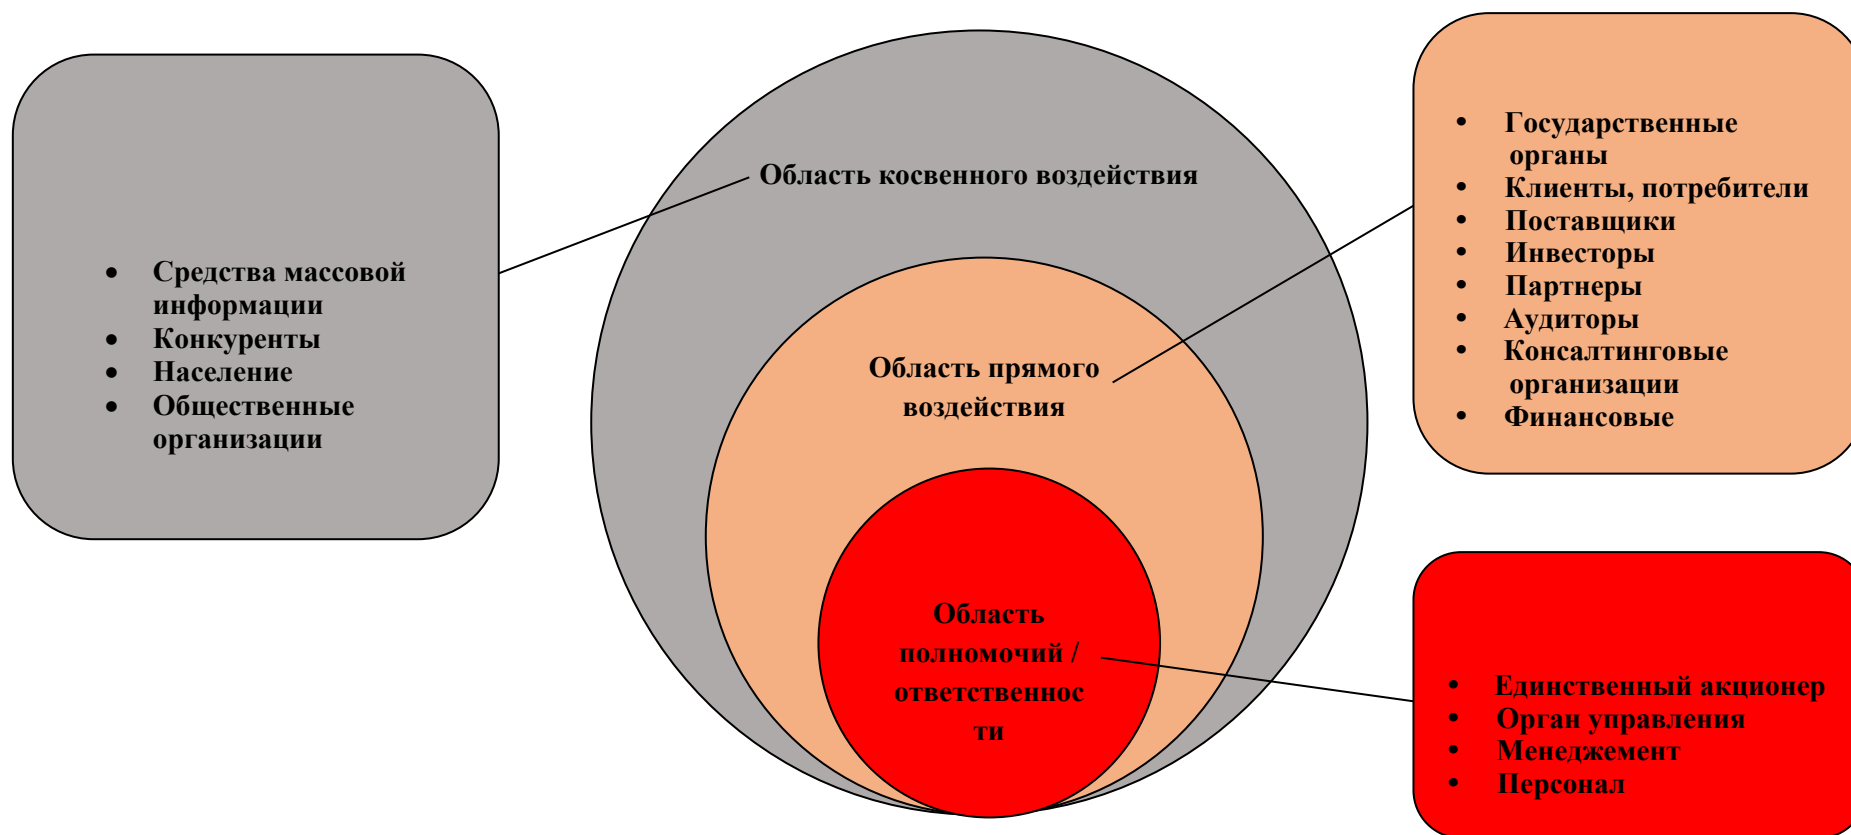 Область косвенного воздействия
• Средства массовой
информации
• Конкуренты
• Население
• Общественные
организации
Область прямого
воздействия
• Государственные
органы
• Клиенты, потребители
• Поставщики
• Инвесторы
• Партнеры
• Аудиторы
• Консалтинговые
организации
• Финансовые
Область
полномочий /
ответственнос
ти
• Единственный акционер
• Орган управления
• Менеджемент
• Персонал